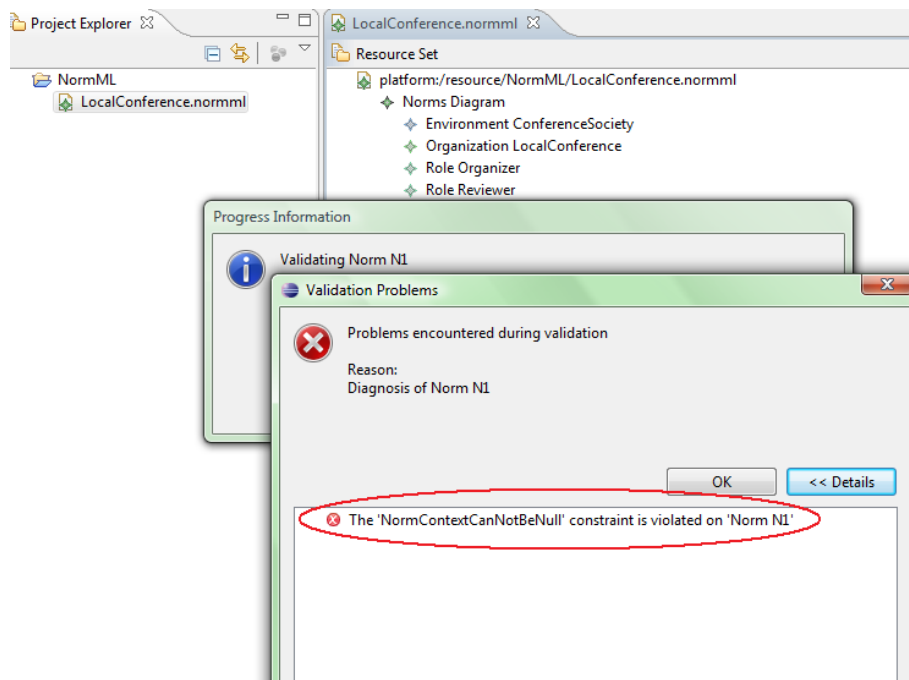 Project Explorer
LocalConference.normml
Resource Set
NormML
LocalConference.normml
platform:/resource/NormML/LocalConference.normml
Norms Diagram
Environment ConferenceSociety
Organization LocalConference
Role Organizer
Role Reviewer
Progress Information
Validating Norm N1
Validation Problems
Problems encountered during validation
Reason:
Diagnosis of Norm N1
OK
<< Details
The 'NormContextCanNotBeNull' constraint is violated on 'Norm N1'